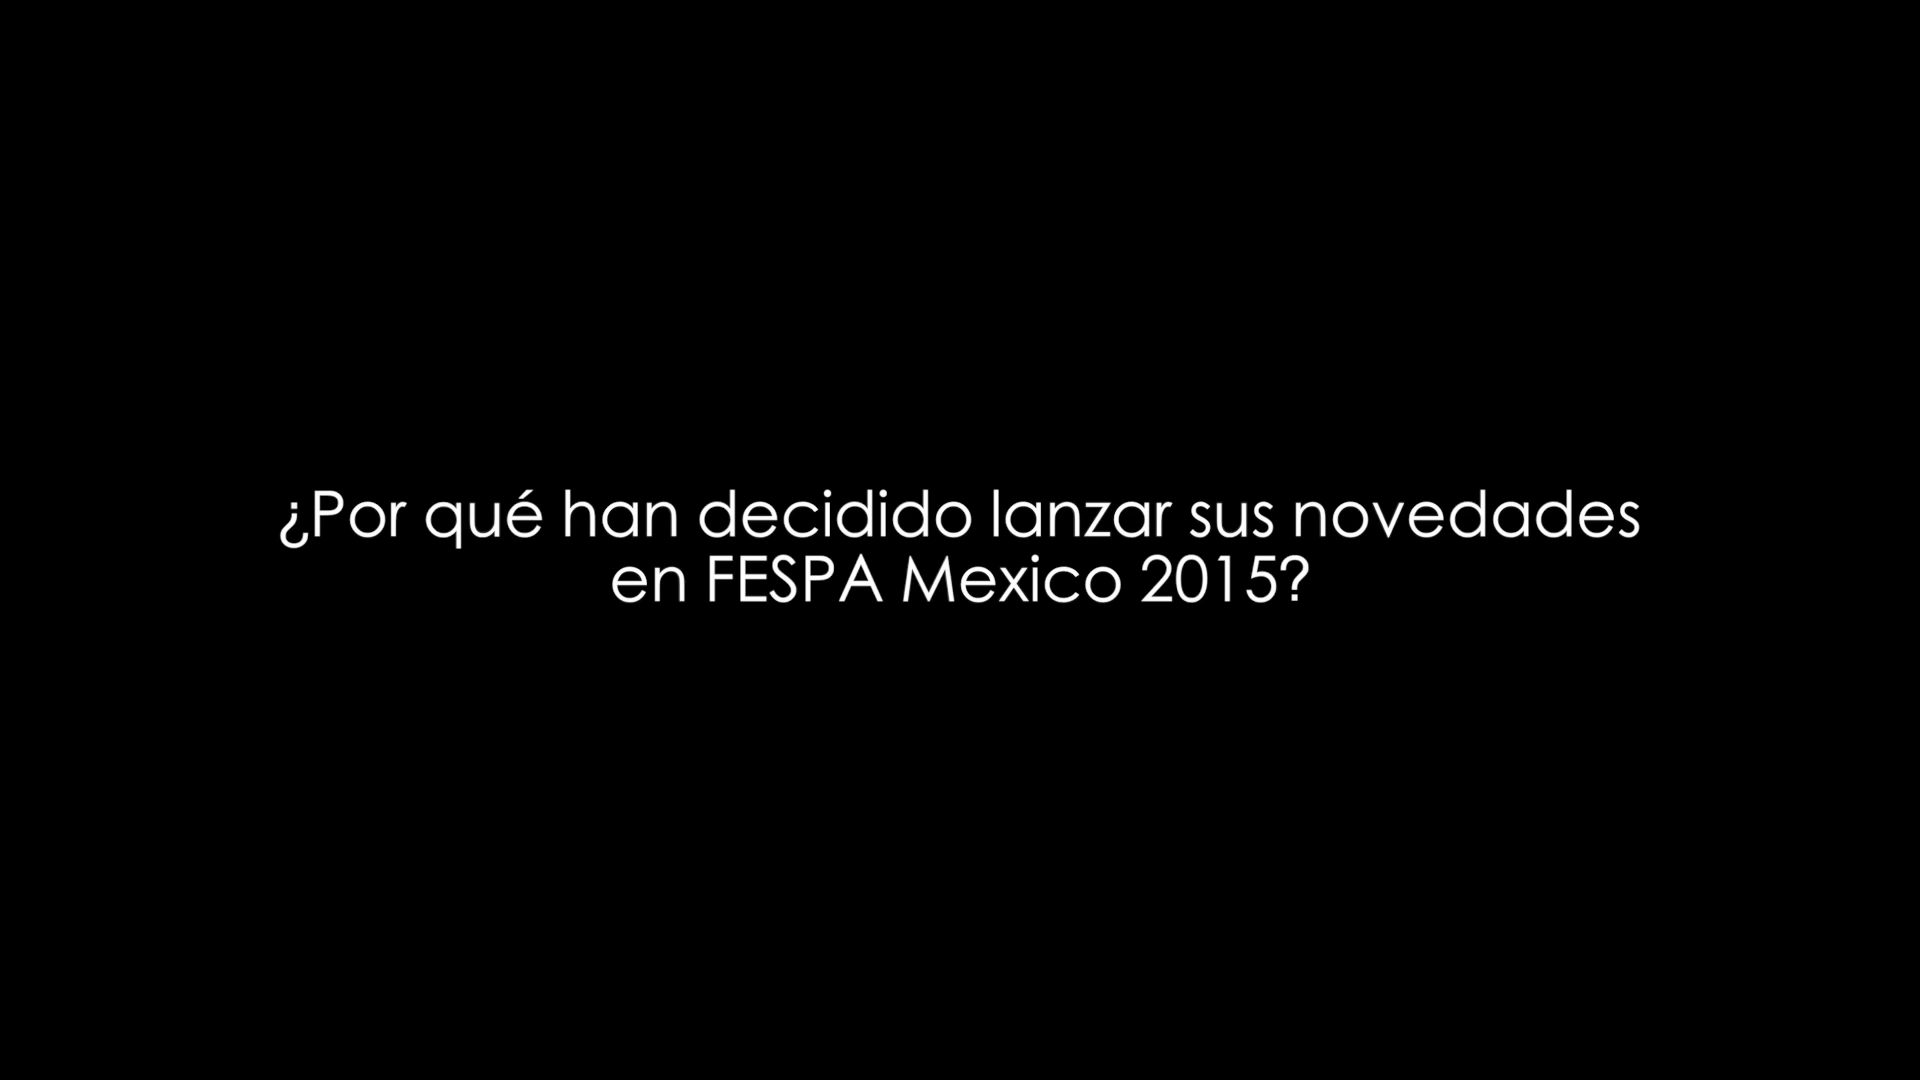 ¿Por qué han decidido lanzar sus novedades
en FESPA Mexico 2015?